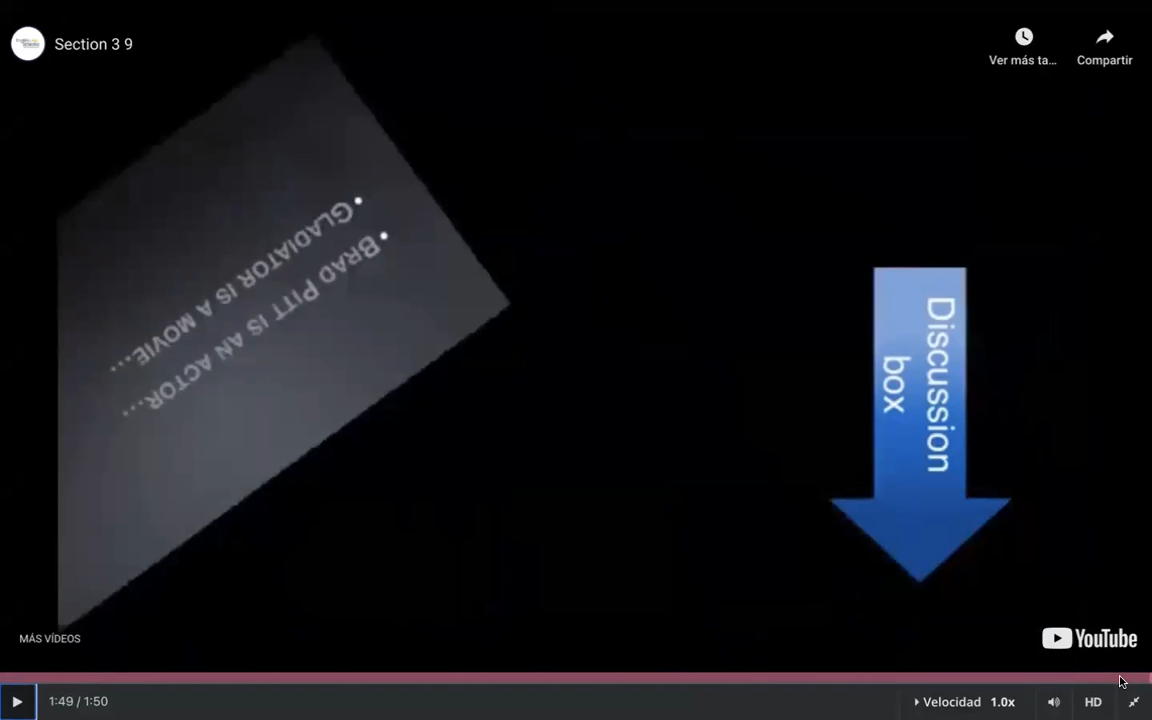 Section 3 9
Ver más ta...
Compartir
• GLADIATOR IS A MOVIE...
• BRAD PITT IS AN ACTOR...
Discussion
box
MÁS VÍDEOS
YouTube
1:49 / 1:50
Velocidad 1.0x
HD